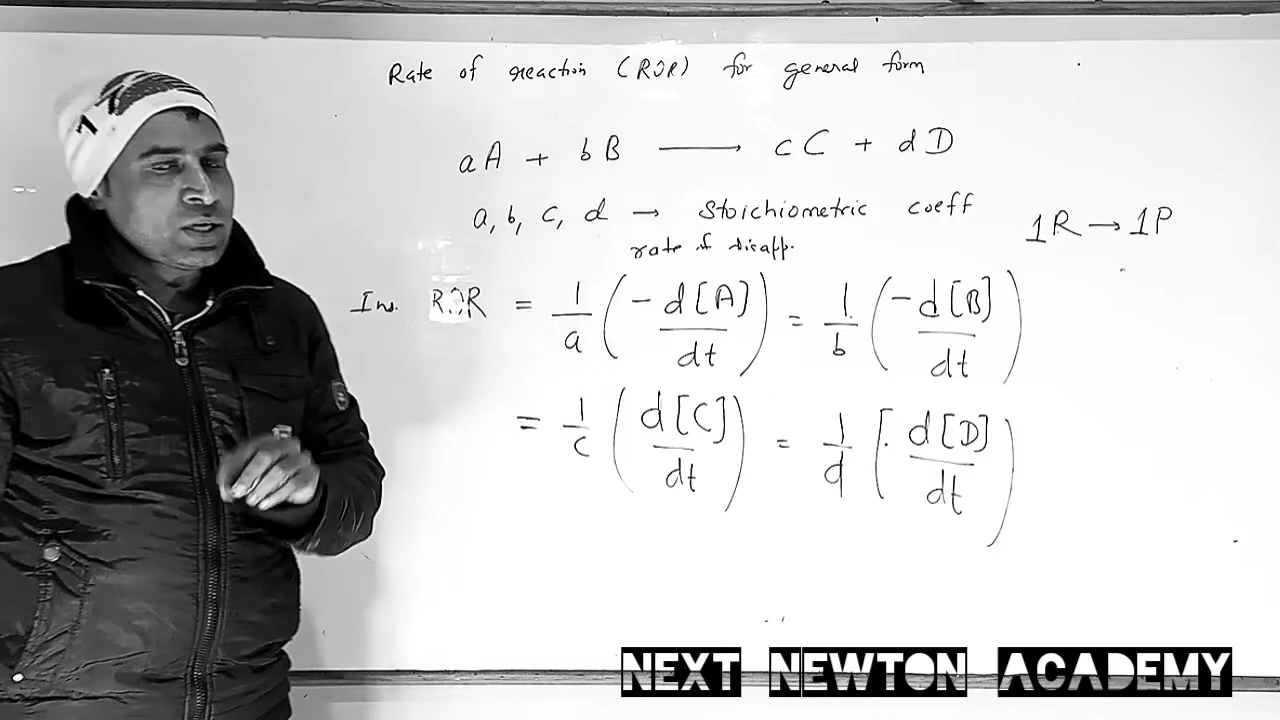 Rate of reaction (ROR) for general form
aA + bB ⟶ cC + dD
a, b, c, d → Stoichiometric coeff
1R → 1P
rate of disapp.
Ins. ROR = 1/a (-d[A]/dt) = 1/b (-d[B]/dt)
= 1/c (d[C]/dt) = 1/d (d[D]/dt)
NEXT NEWTON ACADEMY